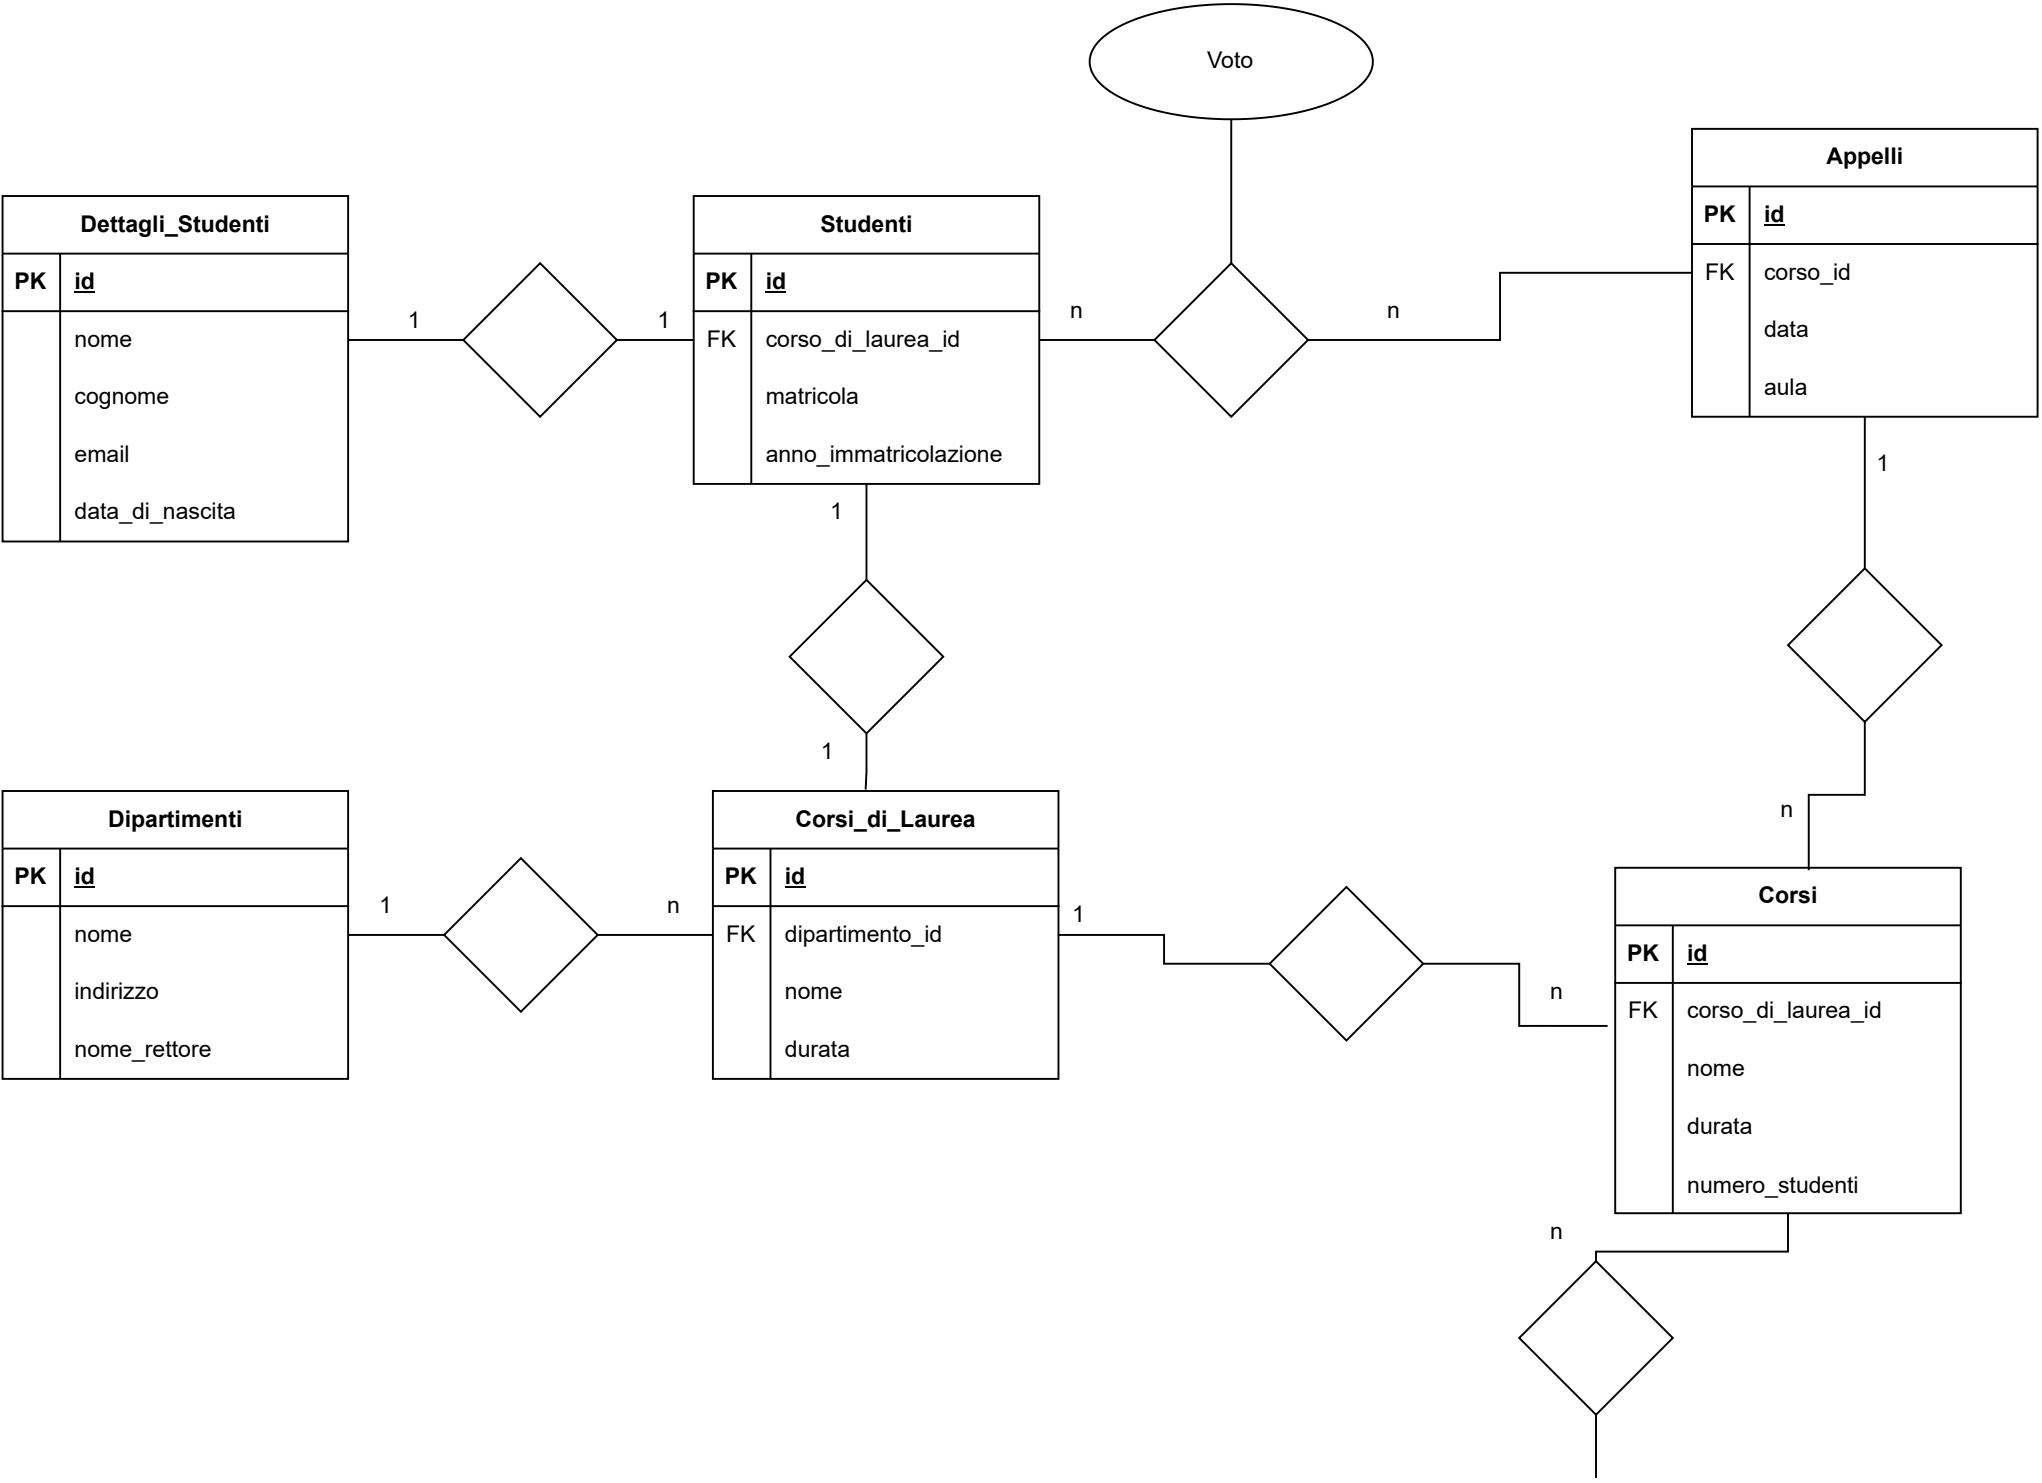 Voto
Appelli
PK id
FK corso_id
data
aula
Dettagli_Studenti
PK id
nome
cognome
email
data_di_nascita
1
1
Studenti
PK id
FK corso_di_laurea_id
matricola
anno_immatricolazione
n
n
1
1
1
n
Dipartimenti
PK id
nome
indirizzo
nome_rettore
1
n
Corsi_di_Laurea
PK id
FK dipartimento_id
nome
durata
1
n
Corsi
PK id
FK corso_di_laurea_id
nome
durata
numero_studenti
n